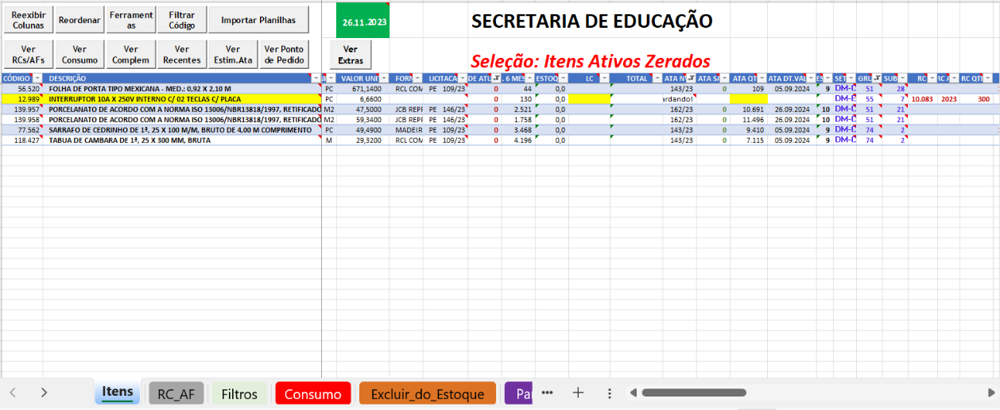 Reexibir Colunas Reordenar Ferramentas Filtrar Código Importar Planilhas 26.11.2023 SECRETARIA DE EDUCAÇÃO
Ver RCs/AFs Ver Consumo Ver Complem Ver Recentes Ver Estim.Ata Ver Ponto de Pedido Ver Extras Seleção: Itens Ativos Zerados
CÓDIGO DESCRIÇÃO VALOR UNI FORN LICITACA DE ATU . 6 MES ESTOQ LC TOTAL ATA N ATA SA ATA QT ATA DT.VAL ES SET GRU SUB RC RC A RC QTI
56.520 FOLHA DE PORTA TIPO MEXICANA - MED.: 0,92 X 2,10 M PC 671,1400 RCL COM PE 109/23 0 44 0,0 143/23 0 109 05.09.2024 9 DM-C 51 28
12.989 INTERRUPTOR 10A X 250V INTERNO C/ 02 TECLAS C/ PLACA PC 6,6600 0 130 0,0 ardando! 0 DM-E 55 7 10.083 2023 300
139.957 PORCELANATO DE ACORDO COM A NORMA ISO 13006/NBR13818/1997, RETIFICADO M2 47,5000 JCB REPF PE 146/23 0 2.521 0,0 162/23 0 10.691 26.09.2024 10 DM-C 51 21
139.958 PORCELANATO DE ACORDO COM A NORMA ISO 13006/NBR13818/1997, RETIFICADO M2 59,3400 JCB REPF PE 146/23 0 1.758 0,0 162/23 0 11.496 26.09.2024 10 DM-C 51 21
77.562 SARRAFO DE CEDRINHO DE 1ª, 25 X 100 M/M, BRUTO DE 4,00 M COMPRIMENTO PC 49,4900 MADEIR PE 109/23 0 3.468 0,0 143/23 0 9.410 05.09.2024 9 DM-C 74 2
118.427 TABUA DE CAMBARA DE 1ª, 25 X 300 MM, BRUTA M 29,3200 RCL COM PE 109/23 0 4.196 0,0 143/23 0 7.115 05.09.2024 9 DM-C 74 2
Itens RC_AF Filtros Consumo Excluir_do_Estoque Pa